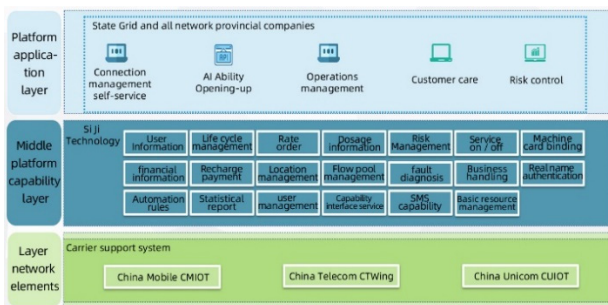 Platform
applica-
tion
layer
State Grid and all network provincial companies
Connection
management
self-service
AI Ability
Opening-up
Operations
management
Customer care
Risk control
Middle
platform
capability
layer
Si Ji
Technology
User
Information
Life cycle
management
Rate
order
Dosage
information
Risk
Management
Service
on / off
Machine
card binding
financial
information
Recharge
payment
Location
management
Flow pool
management
fault
diagnosis
Business
handling
Real name
authentication
Automation
rules
Statistical
report
user
management
Capability
interface service
SMS
capability
Basic resource
management
Layer
network
elements
Carrier support system
China Mobile CMIOT
China Telecom CTWing
China Unicom CUIOT